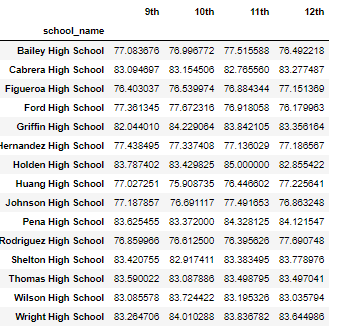 9th 10th 11th 12th
school_name
Bailey High School 77.083676 76.996772 77.515588 76.492218
Cabrera High School 83.094697 83.154506 82.765560 83.277487
Figueroa High School 76.403037 76.539974 76.884344 77.151369
Ford High School 77.361345 77.672316 76.918058 76.179963
Griffin High School 82.044010 84.229064 83.842105 83.356164
Hernandez High School 77.438495 77.337408 77.136029 77.186567
Holden High School 83.787402 83.429825 85.000000 82.855422
Huang High School 77.027251 75.908735 76.446602 77.225641
Johnson High School 77.187857 76.691117 77.491653 76.863248
Pena High School 83.625455 83.372000 84.328125 84.121547
Rodriguez High School 76.859966 76.612500 76.395626 77.690748
Shelton High School 83.420755 82.917411 83.383495 83.778976
Thomas High School 83.590022 83.087886 83.498795 83.497041
Wilson High School 83.085578 83.724422 83.195326 83.035794
Wright High School 83.264706 84.010288 83.836782 83.644986